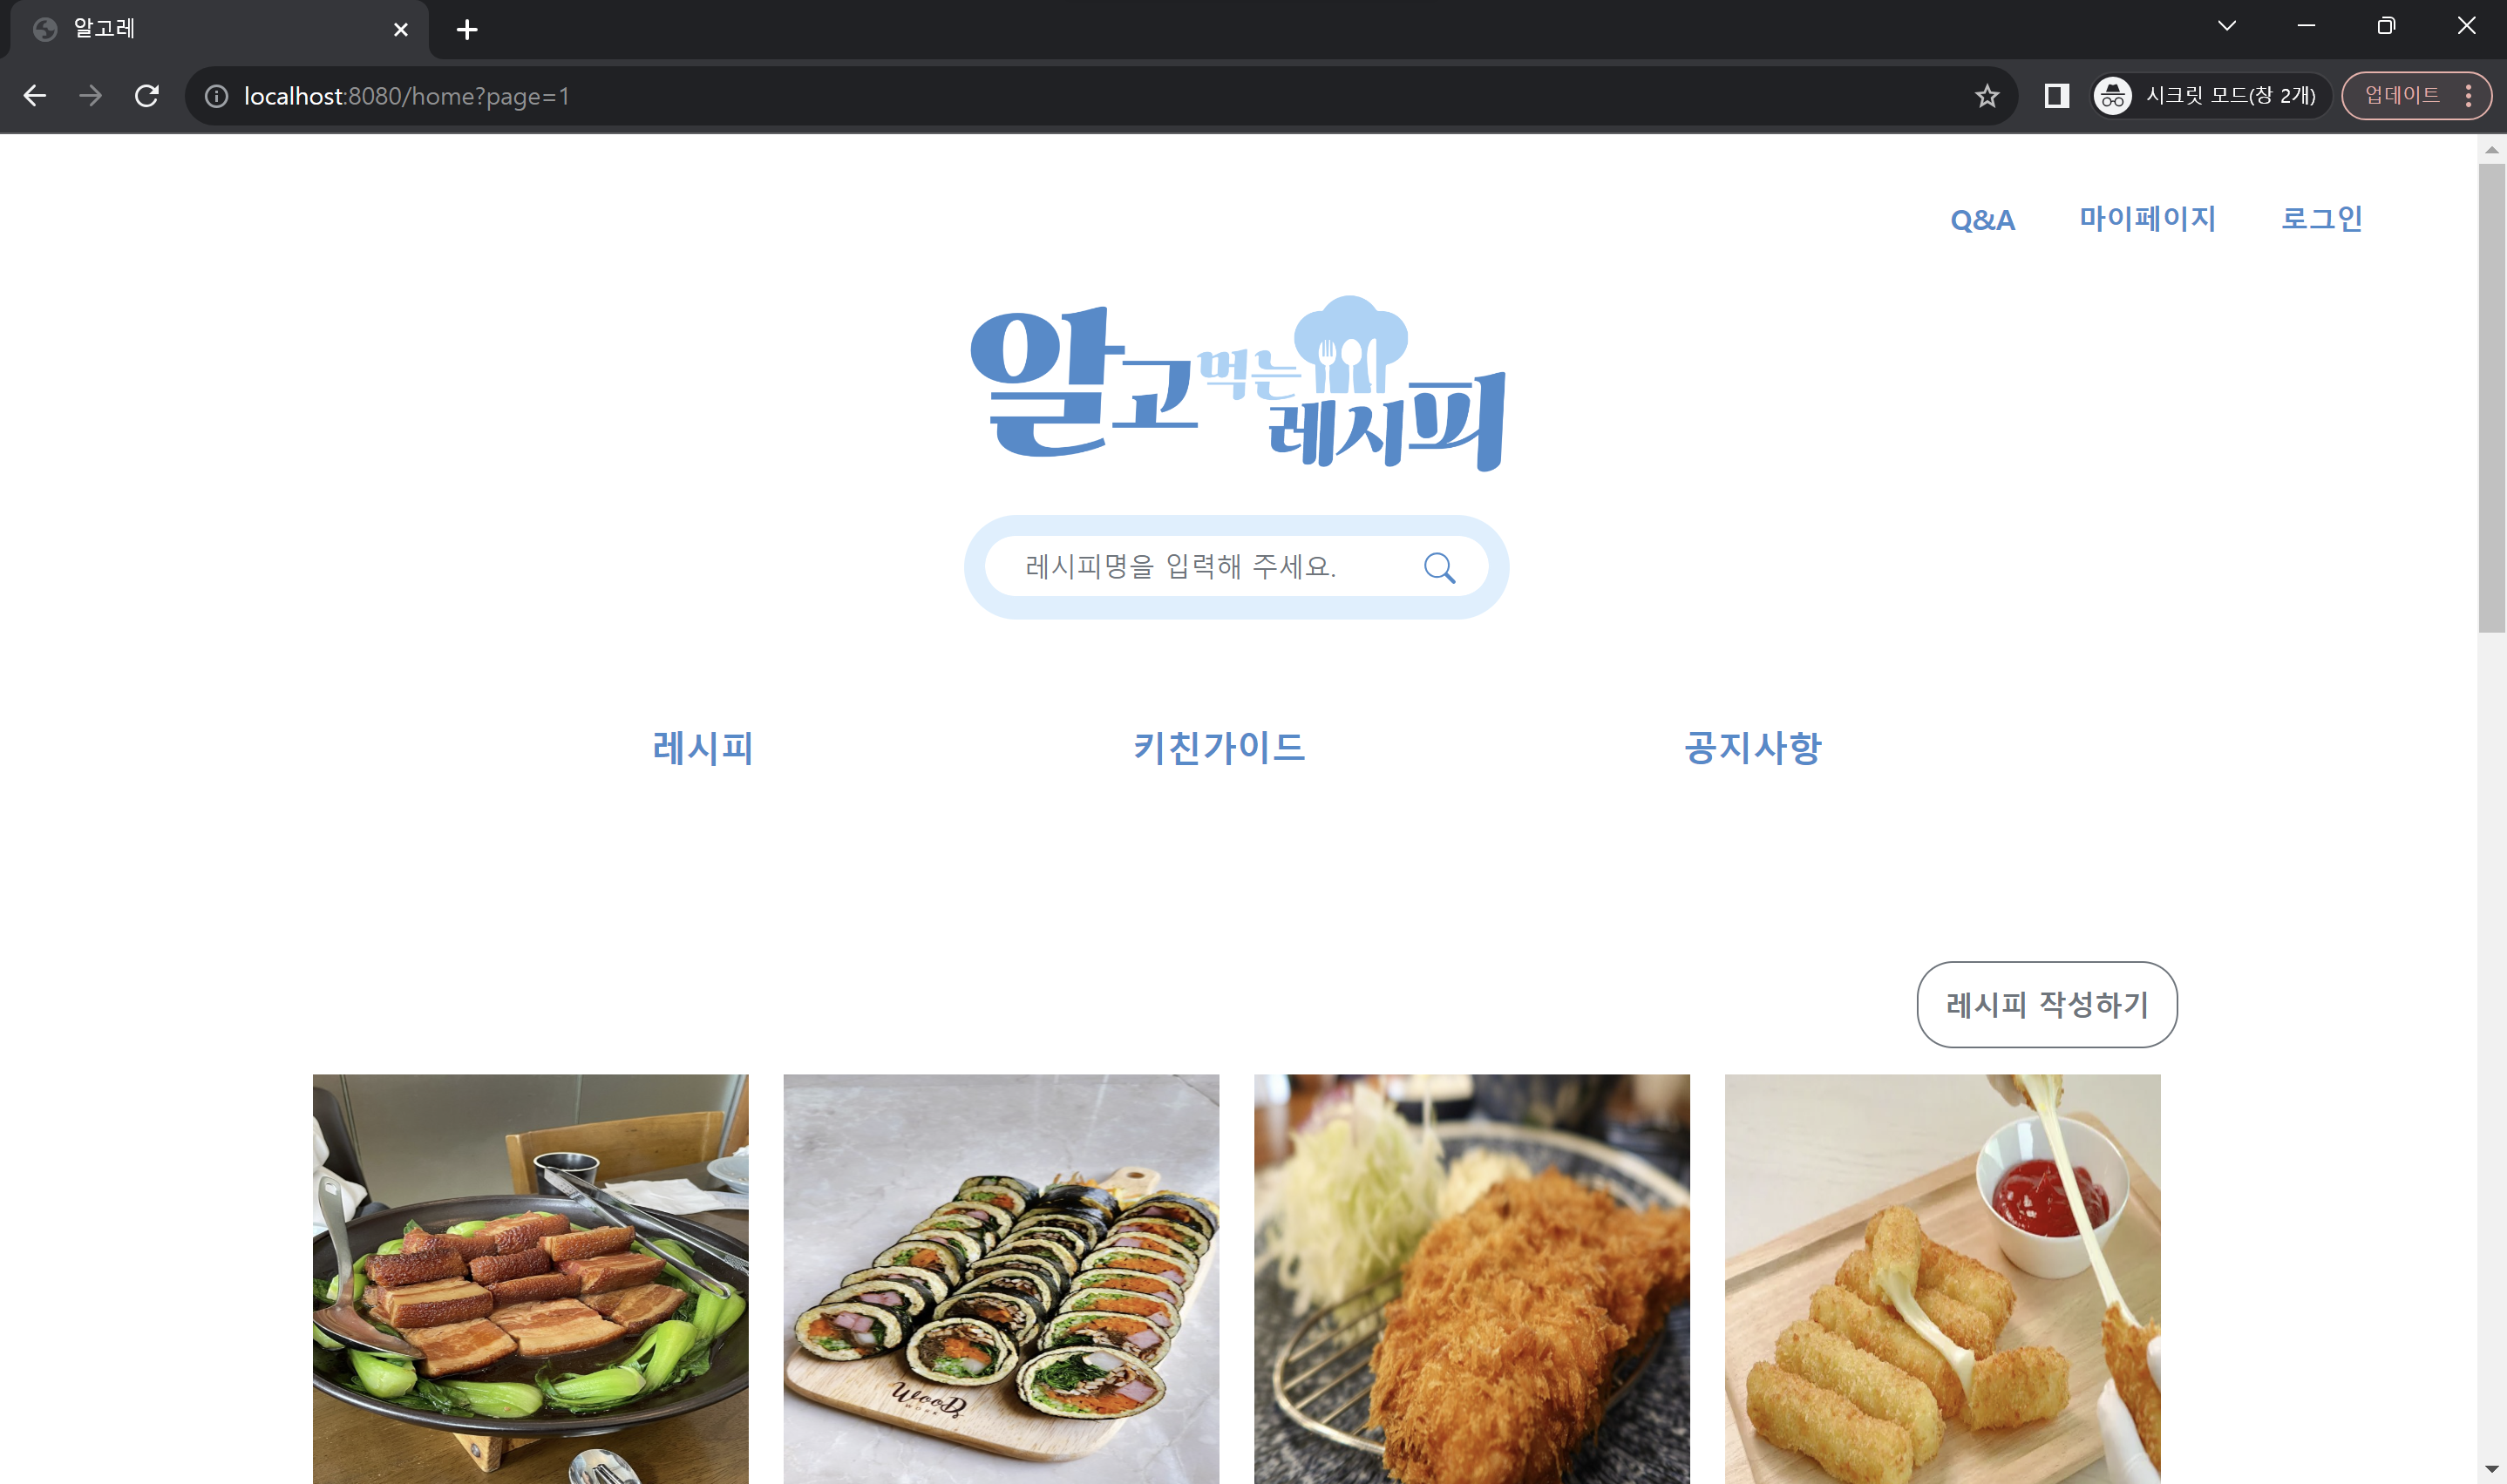 알고레
localhost:8080/home?page=1
시크릿 모드(창 2개)
업데이트
Q&A 마이페이지 로그인
알고 먹는 레시피
레시피명을 입력해 주세요.
레시피 키친가이드 공지사항
레시피 작성하기
WooD
WORK